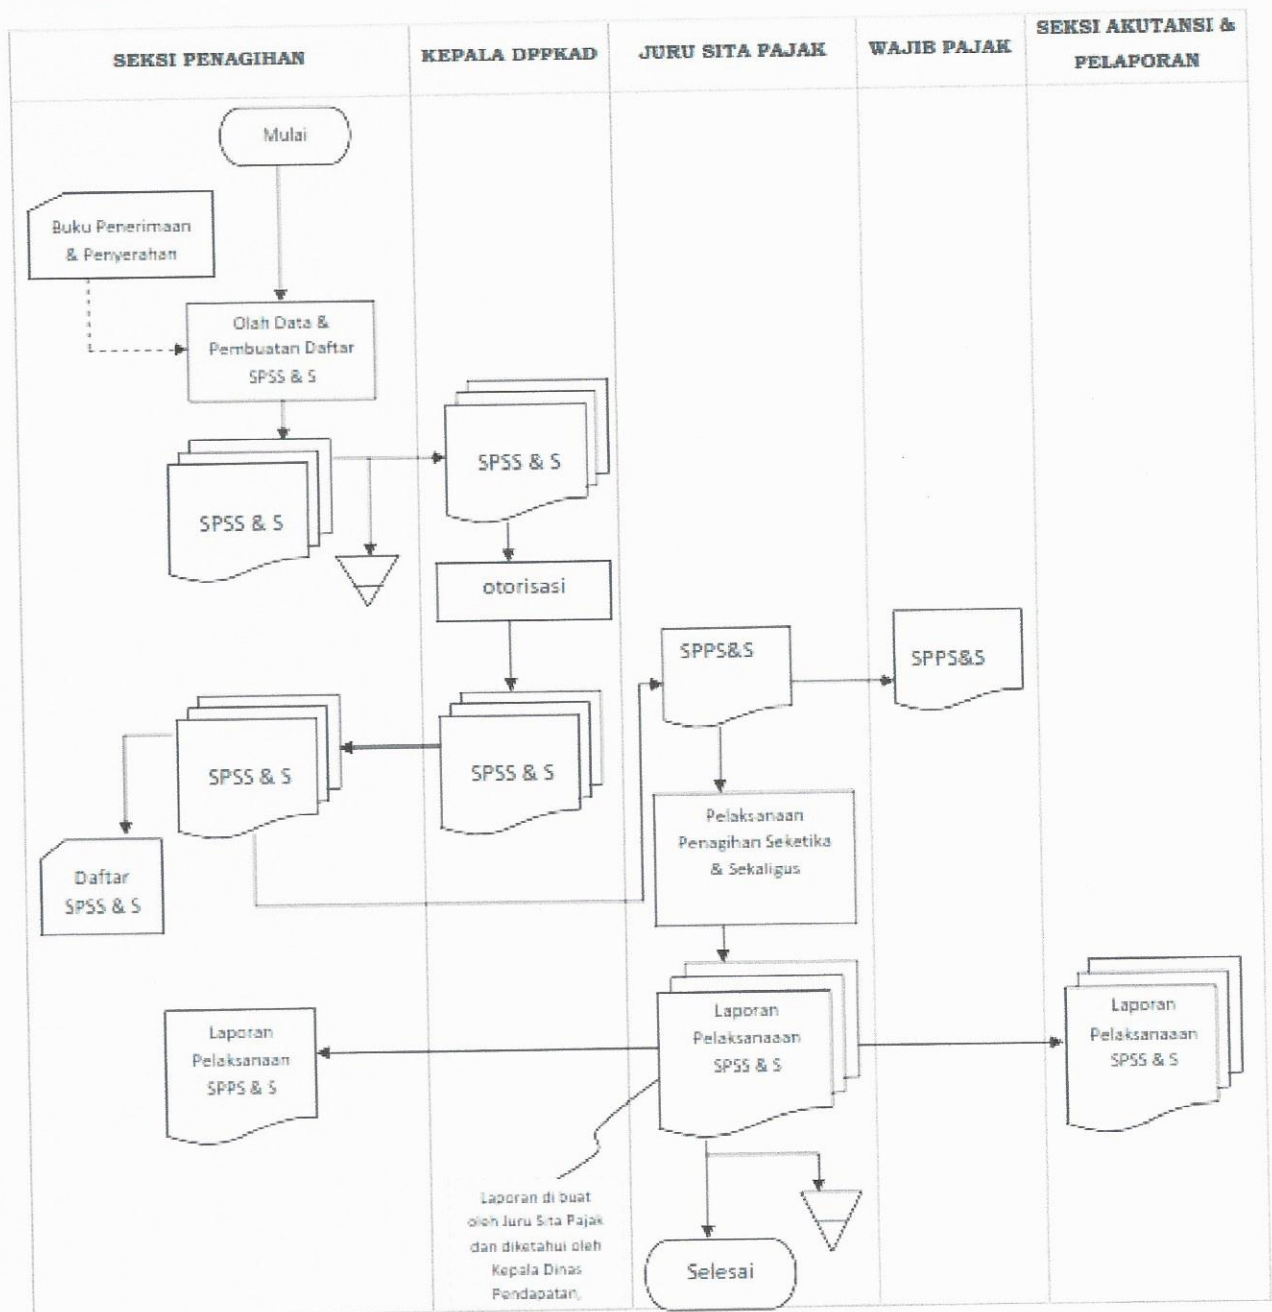 SEKSI PENAGIHAN
KEPALA DPPKAD
JURU SITA PAJAK
WAJIB PAJAK
SEKSI AKUTANSI &
PELAPORAN
Mulai
Buku Penerimaan
& Penyerahan
Olah Data &
Pembuatan Daftar
SPSS & S
SPSS & S
SPSS & S
otorisasi
SPPS&S
SPPS&S
SPSS & S
SPSS & S
Pelaksanaan
Penagihan Seketika
& Sekaligus
Daftar
SPSS & S
Laporan
Pelaksanaan
SPPS & S
Laporan
Pelaksanaaan
SPSS & S
Laporan
Pelaksanaaan
SPSS & S
Laporan di buat
oleh Juru Sita Pajak
dan diketahui oleh
Kepala Dinas
Pendapatan,
Selesai